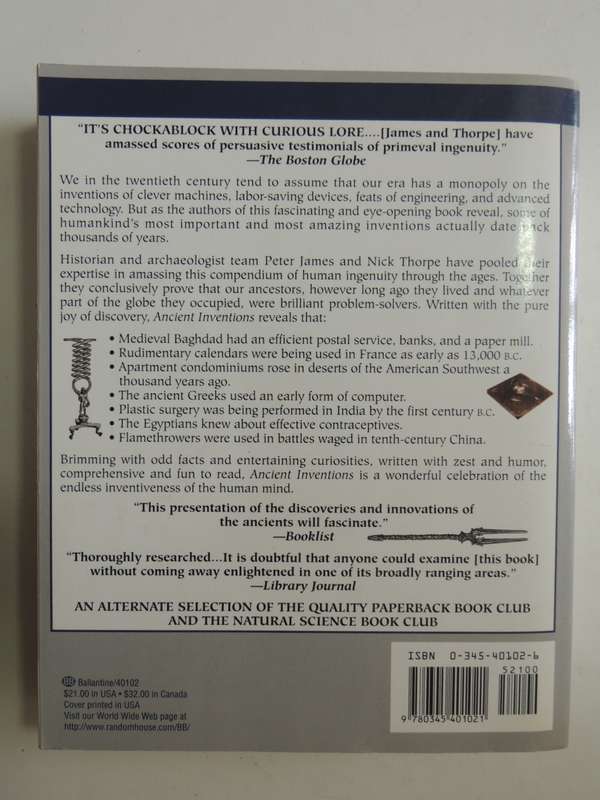 "IT'S CHOCKABLOCK WITH CURIOUS LORE....[James and Thorpe] have
amassed scores of persuasive testimonials of primeval ingenuity."
—The Boston Globe
We in the twentieth century tend to assume that our era has a monopoly on the
inventions of clever machines, labor-saving devices, feats of engineering, and advanced
technology. But as the authors of this fascinating and eye-opening book reveal, some of
humankind's most important and most amazing inventions actually date back
thousands of years.
Historian and archaeologist team Peter James and Nick Thorpe have pooled their
expertise in amassing this compendium of human ingenuity through the ages. Together
they conclusively prove that our ancestors, however long ago they lived and whatever
part of the globe they occupied, were brilliant problem-solvers. Written with the pure
joy of discovery, Ancient Inventions reveals that:
• Medieval Baghdad had an efficient postal service, banks, and a paper mill.
• Rudimentary calendars were being used in France as early as 13,000 B.C.
• Apartment condominiums rose in deserts of the American Southwest a
thousand years ago.
• The ancient Greeks used an early form of computer.
• Plastic surgery was being performed in India by the first century B.C.
• The Egyptians knew about effective contraceptives.
• Flamethrowers were used in battles waged in tenth-century China.
Brimming with odd facts and entertaining curiosities, written with zest and humor,
comprehensive and fun to read, Ancient Inventions is a wonderful celebration of the
endless inventiveness of the human mind.
"This presentation of the discoveries and innovations of
the ancients will fascinate."
—Booklist
"Thoroughly researched...It is doubtful that anyone could examine [this book]
without coming away enlightened in one of its broadly ranging areas."
—Library Journal
AN ALTERNATE SELECTION OF THE QUALITY PAPERBACK BOOK CLUB
AND THE NATURAL SCIENCE BOOK CLUB
BB Ballantine/40102
$21.00 in USA • $32.00 in Canada
Cover printed in USA
Visit our World Wide Web page at
http://www.randomhouse.com/BB/
ISBN 0-345-40102-6
52100
9 780345 401021